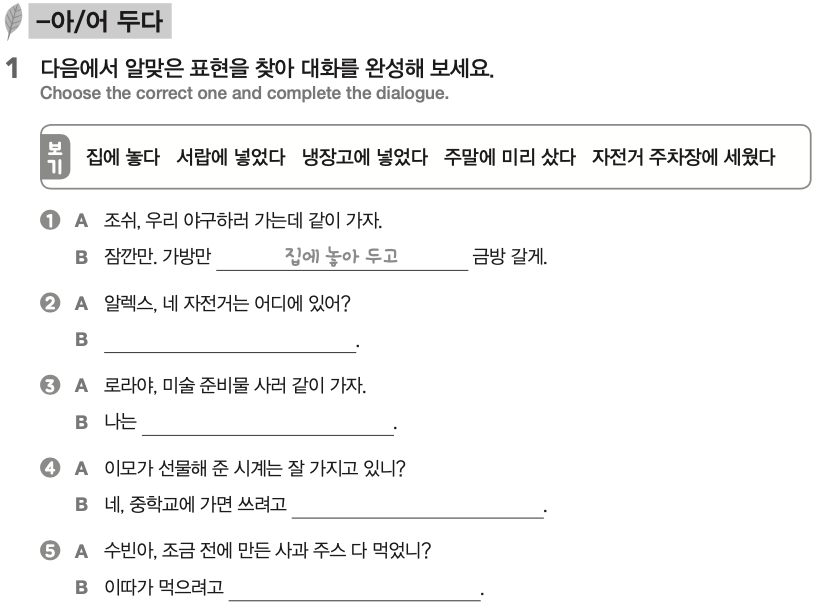 -아/어 두다
1 다음에서 알맞은 표현을 찾아 대화를 완성해 보세요.
Choose the correct one and complete the dialogue.
보기 집에 놓다 서랍에 넣었다 냉장고에 넣었다 주말에 미리 샀다 자전거 주차장에 세웠다
1 A 조쉬, 우리 야구하러 가는데 같이 가자.
B 잠깐만. 가방만 집에 놓아 두고 금방 갈게.
2 A 알렉스, 네 자전거는 어디에 있어?
B .
3 A 로라야, 미술 준비물 사러 같이 가자.
B 나는 .
4 A 이모가 선물해 준 시계는 잘 가지고 있니?
B 네, 중학교에 가면 쓰려고 .
5 A 수빈아, 조금 전에 만든 사과 주스 다 먹었니?
B 이따가 먹으려고 .